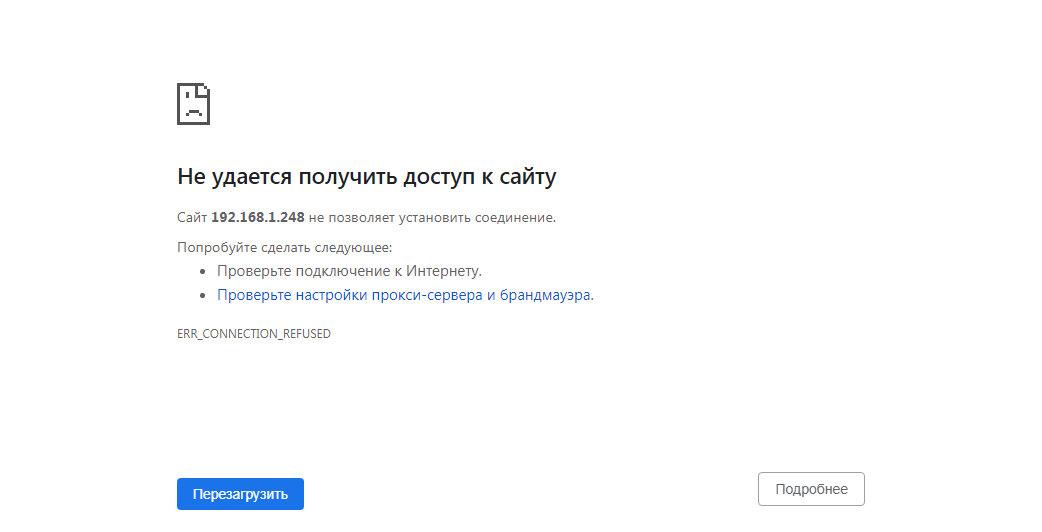 Не удается получить доступ к сайту
Сайт 192.168.1.248 не позволяет установить соединение.
Попробуйте сделать следующее:
• Проверьте подключение к Интернету.
• Проверьте настройки прокси-сервера и брандмауэра.
ERR_CONNECTION_REFUSED
Перезагрузить
Подробнее